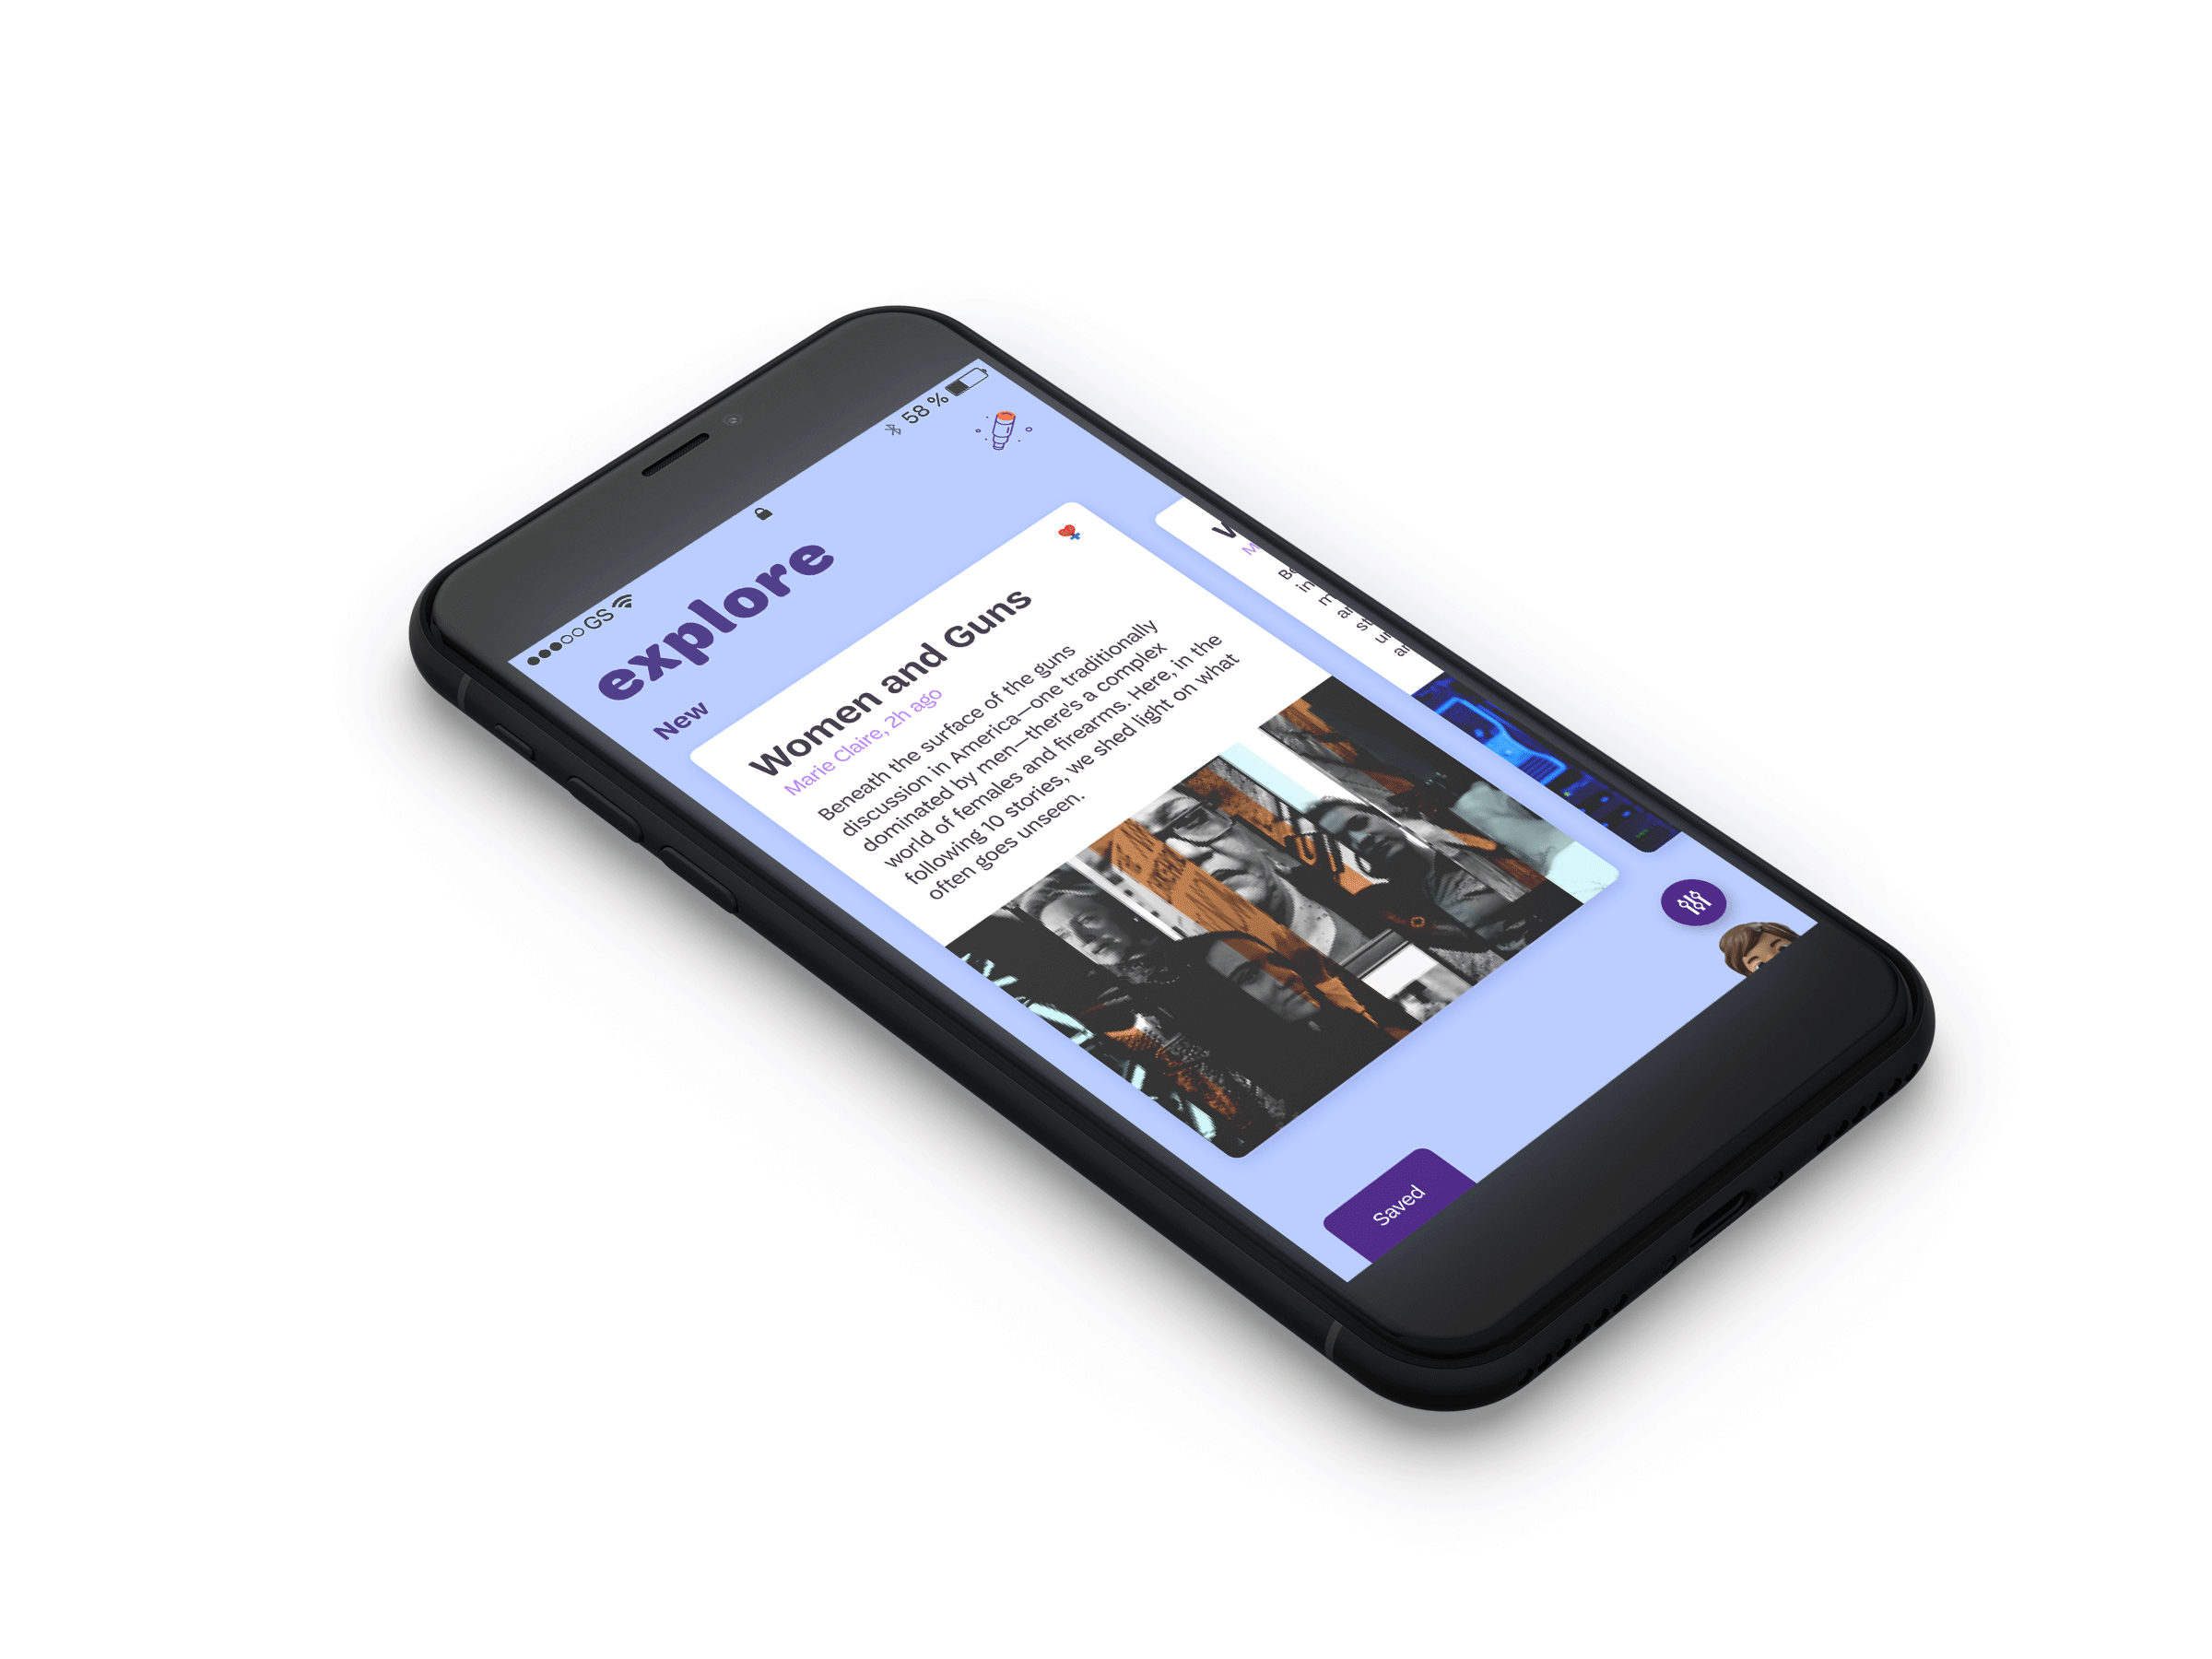 GS
58 %
explore
New
Women and Guns
Marie Claire, 2h ago
Beneath the surface of the guns
discussion in America—one traditionally
dominated by men—there's a complex
world of females and firearms. Here, in the
following 10 stories, we shed light on what
often goes unseen.
Saved